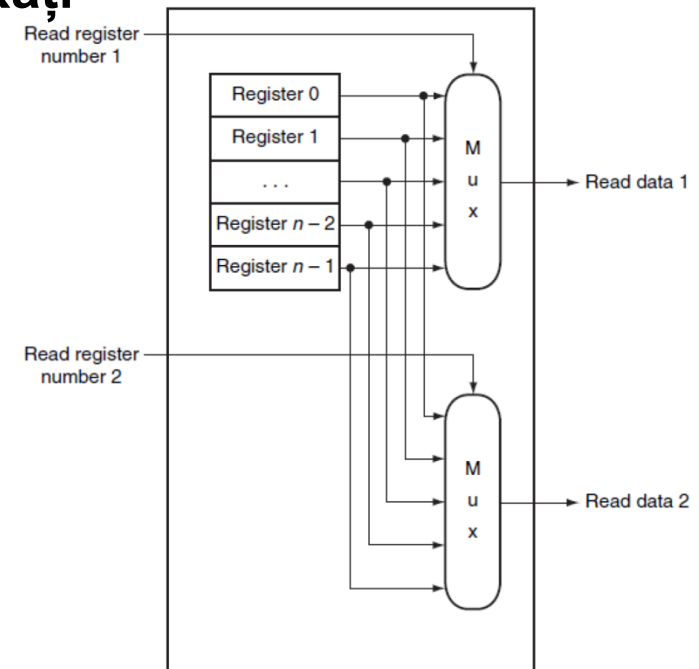 Read register
number 1
Register 0
Register 1
. . .
Register n – 2
Register n – 1
M
u
x
Read data 1
Read register
number 2
M
u
x
Read data 2